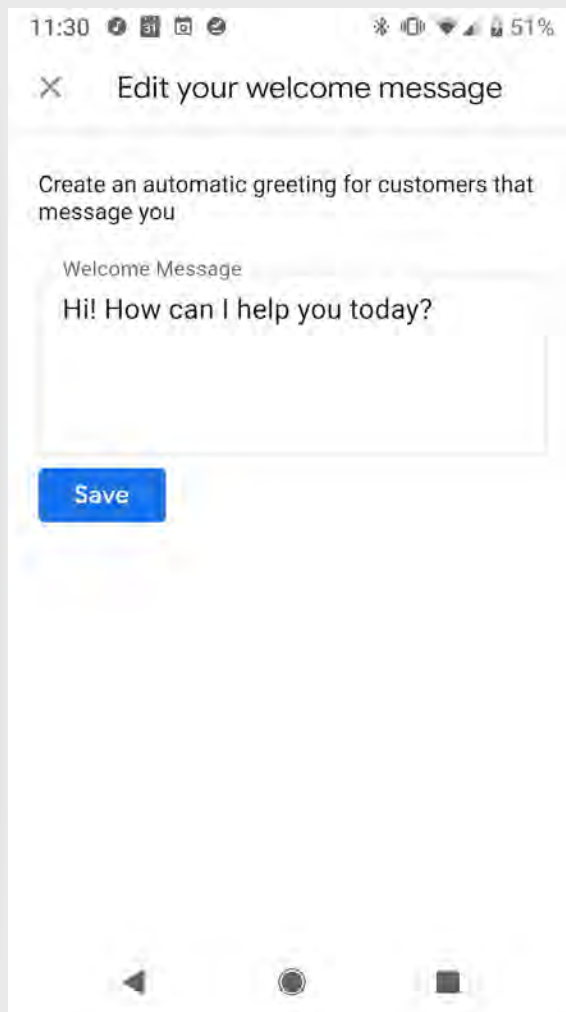 11:30 31 51%
Edit your welcome message
Create an automatic greeting for customers that
message you
Welcome Message
Hi! How can I help you today?
Save